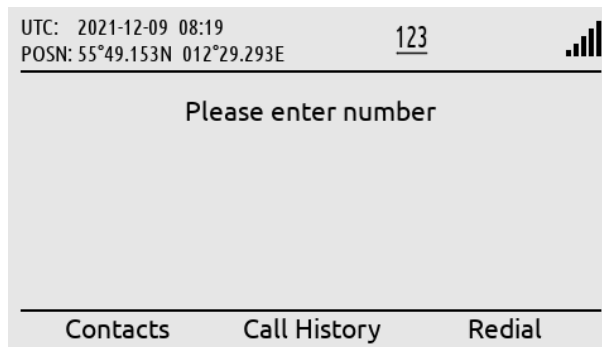 UTC: 2021-12-09 08:19
123
POSN: 55°49.153N 012°29.293E
Please enter number
Contacts Call History Redial